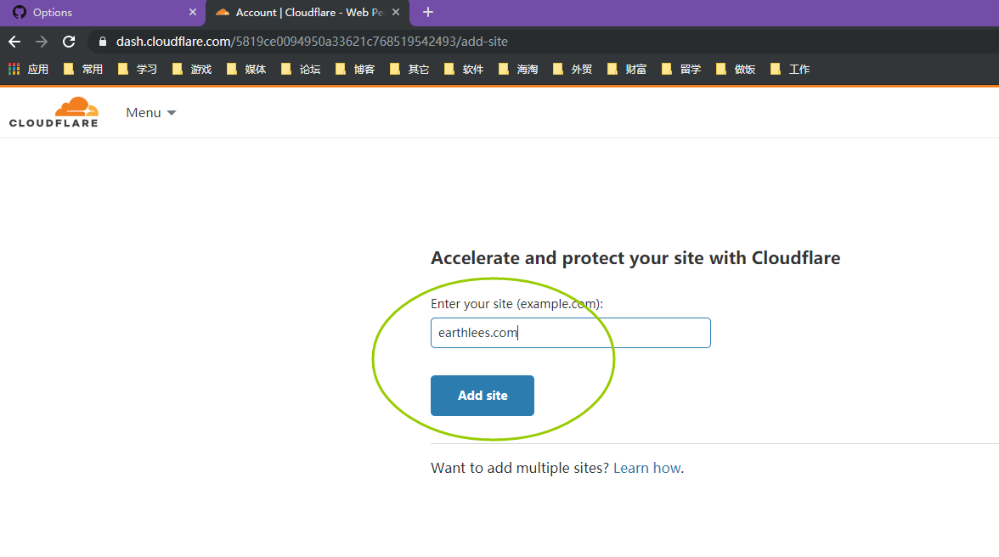 Options
Account | Cloudflare - Web Pe
dash.cloudflare.com/5819ce0094950a33621c768519542493/add-site
应用 常用 学习 游戏 媒体 论坛 博客 其它 软件 海淘 外贸 财富 留学 做饭 工作
CLOUDFLARE
Menu
Accelerate and protect your site with Cloudflare
Enter your site (example.com):
earthlees.com
Add site
Want to add multiple sites? Learn how.